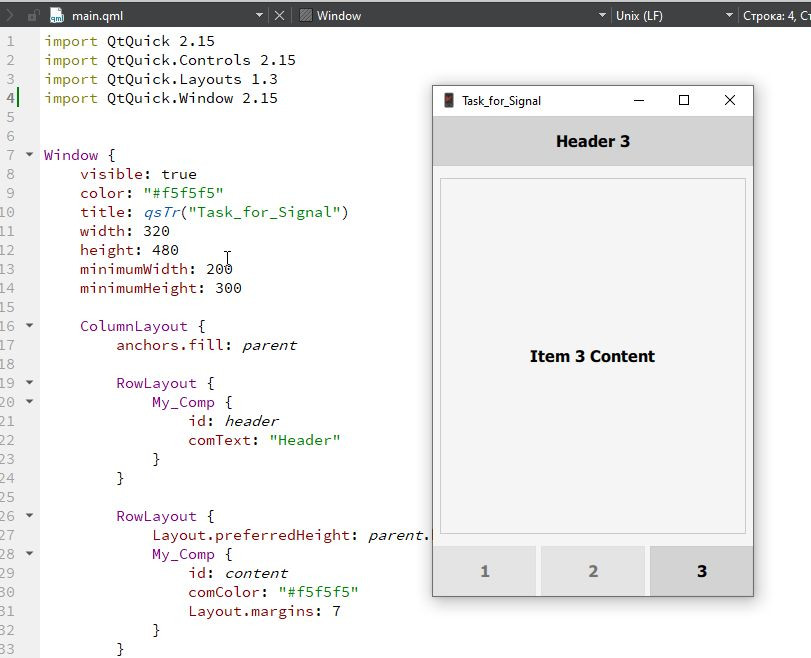 main.qml
Window
Unix (LF)
Строка: 4, Ст
1 import QtQuick 2.15
2 import QtQuick.Controls 2.15
3 import QtQuick.Layouts 1.3
4 import QtQuick.Window 2.15
5
6
7 Window {
8 visible: true
9 color: "#f5f5f5"
10 title: qsTr("Task_for_Signal")
11 width: 320
12 height: 480
13 minimumWidth: 200
14 minimumHeight: 300
15
16 ColumnLayout {
17 anchors.fill: parent
18
19 RowLayout {
20 My_Comp {
21 id: header
22 comText: "Header"
23 }
24 }
25
26 RowLayout {
27 Layout.preferredHeight: parent.
28 My_Comp {
29 id: content
30 comColor: "#f5f5f5"
31 Layout.margins: 7
32 }
33 }
Task_for_Signal
Header 3
Item 3 Content
1 2 3